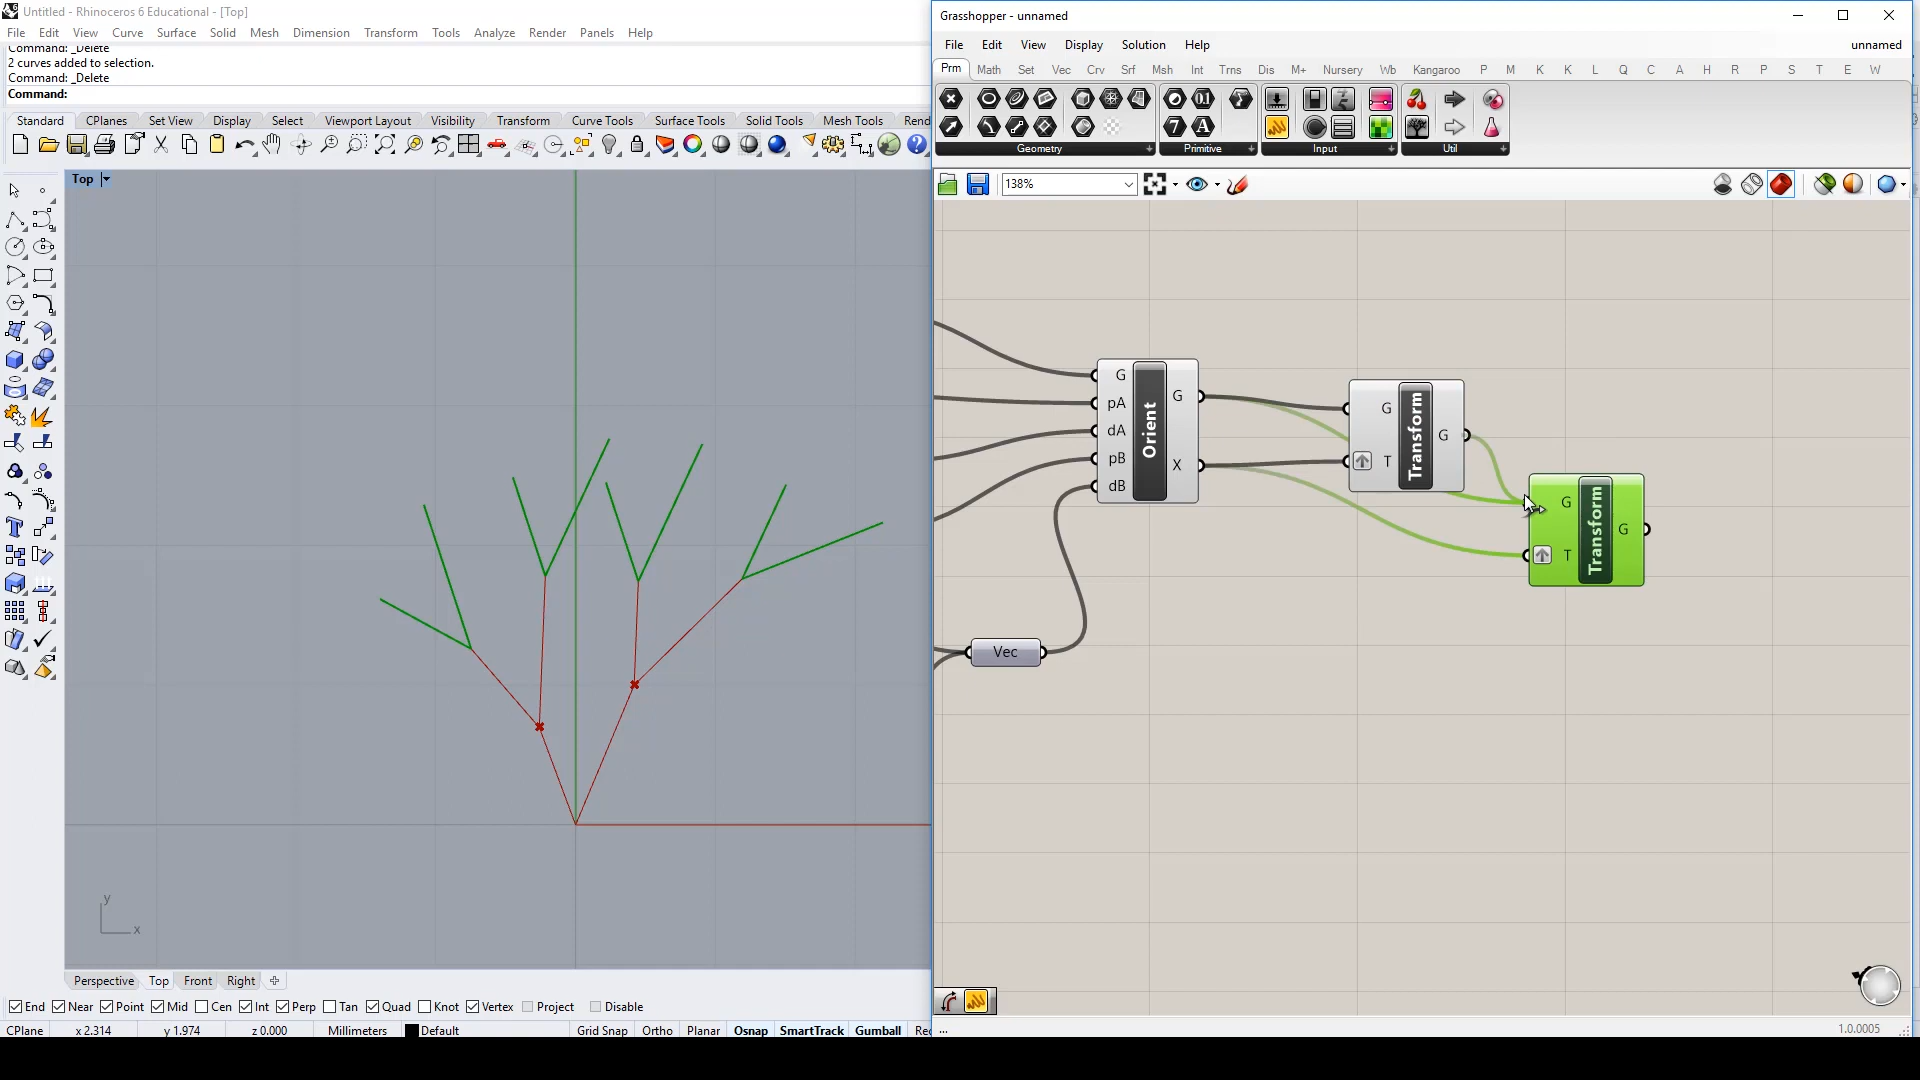 Untitled - Rhinoceros 6 Educational - [Top]
File Edit View Curve Surface Solid Mesh Dimension Transform Tools Analyze Render Panels Help
Command: _Delete
2 curves added to selection.
Command: _Delete
Command:
Standard CPlanes Set View Display Select Viewport Layout Visibility Transform Curve Tools Surface Tools Solid Tools Mesh Tools Rend
Top
y
x
Perspective Top Front Right
End Near Point Mid Cen Int Perp Tan Quad Knot Vertex Project Disable
CPlane x 2.314 y 1.974 z 0.000 Millimeters Default Grid Snap Ortho Planar Osnap SmartTrack Gumball Rec
Grasshopper - unnamed
File Edit View Display Solution Help unnamed
Prm Math Set Vec Crv Srf Msh Int Trns Dis M+ Nursery Wb Kangaroo P M K K L Q C A H R P S T E W
Geometry Primitive Input Util
138%
G
pA
dA
pB
dB
Orient
G
X
G
T
Transform
G
G
T
Transform
G
Vec
...
1.0.0005